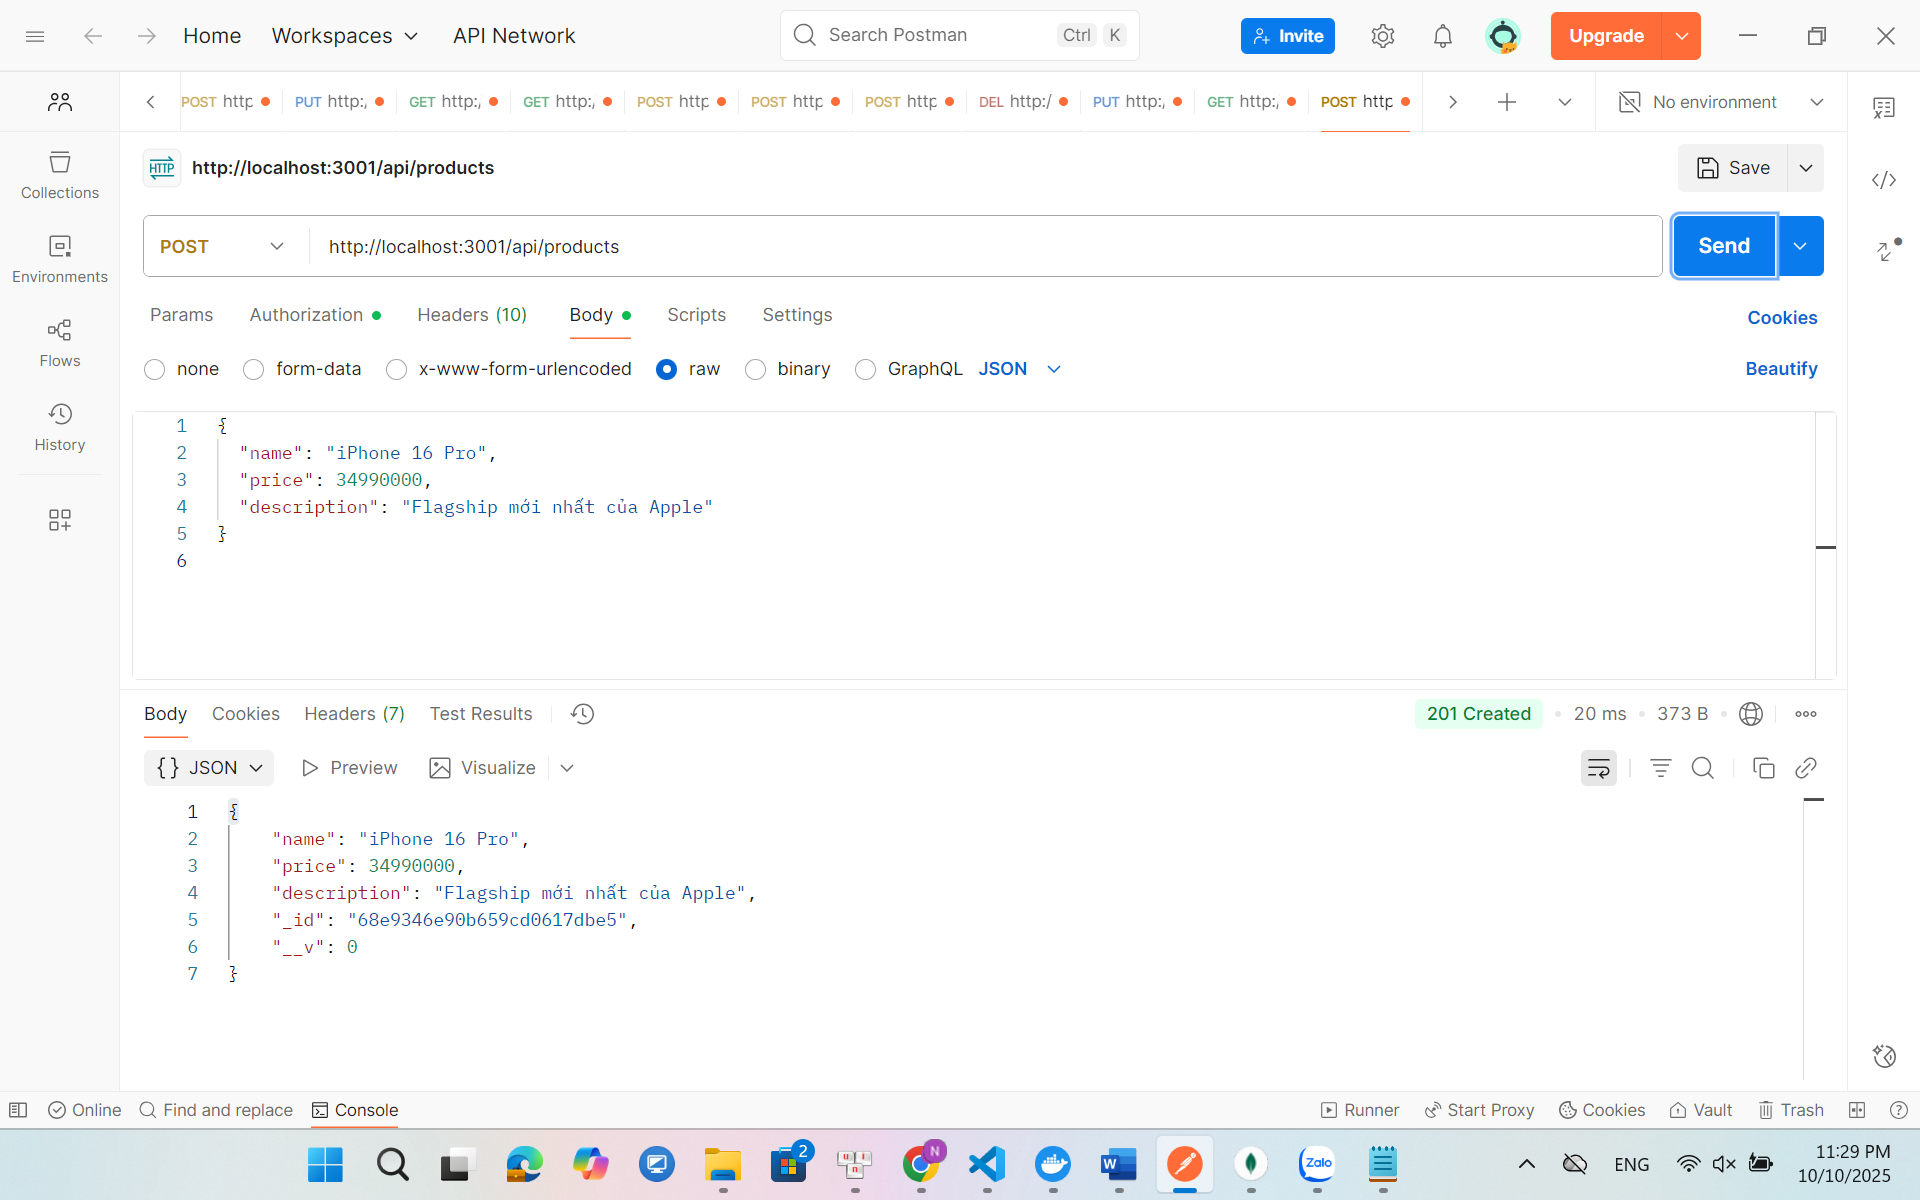 Home Workspaces API Network Search Postman Ctrl K Invite Upgrade
POST http PUT http:/ GET http:/ GET http:/ POST http POST http POST http DEL http:/ PUT http:/ GET http:/ POST http No environment
HTTP http://localhost:3001/api/products Save
Collections
POST http://localhost:3001/api/products Send
Environments
Params Authorization Headers (10) Body Scripts Settings Cookies
Flows
none form-data x-www-form-urlencoded raw binary GraphQL JSON Beautify
History
1 {
2 "name": "iPhone 16 Pro",
3 "price": 34990000,
4 "description": "Flagship mới nhất của Apple"
5 }
6
Body Cookies Headers (7) Test Results 201 Created 20 ms 373 B
{} JSON Preview Visualize
1 {
2 "name": "iPhone 16 Pro",
3 "price": 34990000,
4 "description": "Flagship mới nhất của Apple",
5 "_id": "68e9346e90b659cd0617dbe5",
6 "__v": 0
7 }
Online Find and replace Console Runner Start Proxy Cookies Vault Trash
2 N W Zalo ENG 11:29 PM
10/10/2025